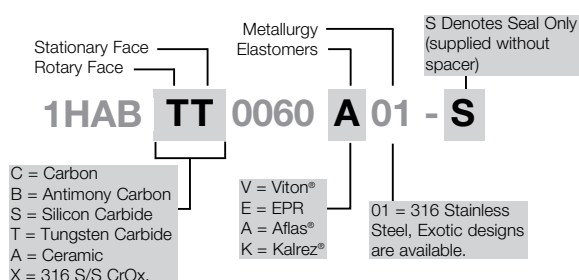 Metallurgy
Elastomers
Stationary Face
Rotary Face
S Denotes Seal Only
(supplied without
spacer)
1HAB TT 0060 A 01 - S
C = Carbon
B = Antimony Carbon
S = Silicon Carbide
T = Tungsten Carbide
A = Ceramic
X = 316 S/S CrOx.
V = Viton®
E = EPR
A = Aflas®
K = Kalrez®
01 = 316 Stainless
Steel, Exotic designs
are available.